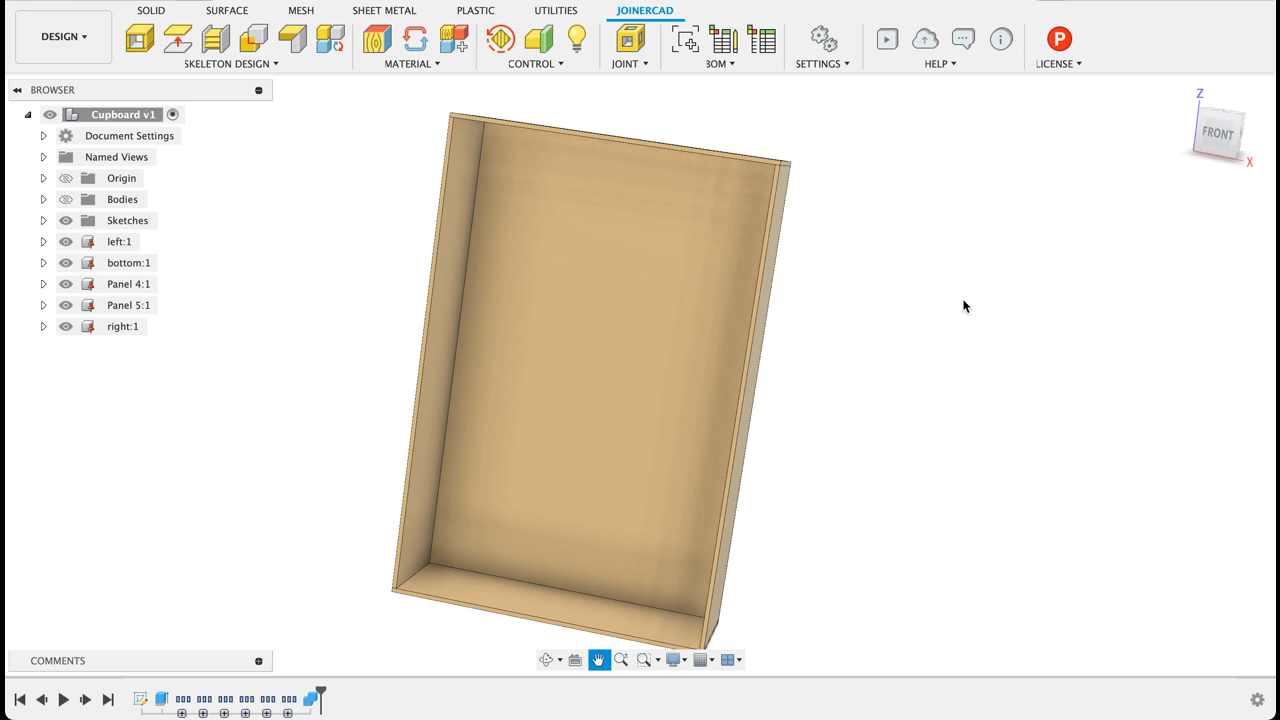 SOLID SURFACE MESH SHEET METAL PLASTIC UTILITIES JOINERCAD
DESIGN
SKELETON DESIGN MATERIAL CONTROL JOINT BOM SETTINGS HELP LICENSE
P
BROWSER
Cupboard v1
Document Settings
Named Views
Origin
Bodies
Sketches
left:1
bottom:1
Panel 4:1
Panel 5:1
right:1
Z
FRONT
X
COMMENTS